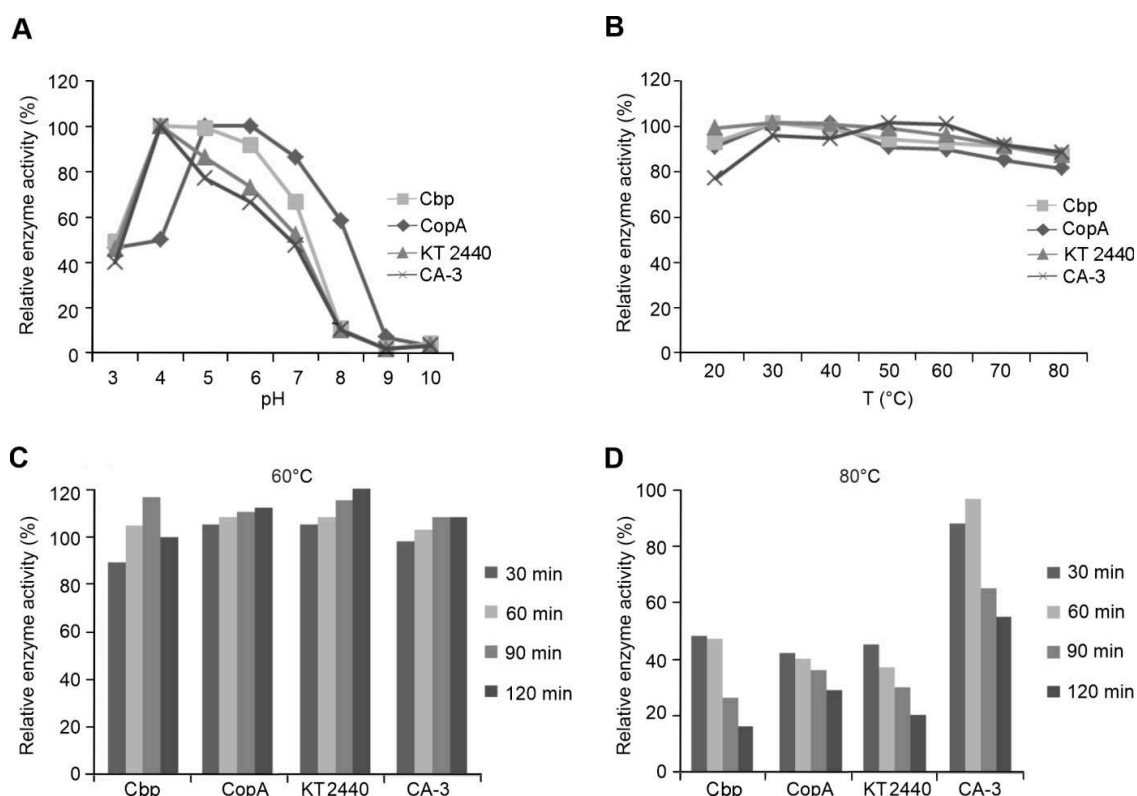 A
Relative enzyme activity (%)
120
100
80
60
40
20
0
3 4 5 6 7 8 9 10
pH
Cbp
CopA
KT 2440
CA-3
B
Relative enzyme activity (%)
120
100
80
60
40
20
0
20 30 40 50 60 70 80
T (°C)
Cbp
CopA
KT 2440
CA-3
C
60°C
Relative enzyme activity (%)
120
100
80
60
40
20
0
Cbp CopA KT2440 CA-3
30 min
60 min
90 min
120 min
D
80°C
Relative enzyme activity (%)
100
80
60
40
20
0
Cbp CopA KT2440 CA-3
30 min
60 min
90 min
120 min